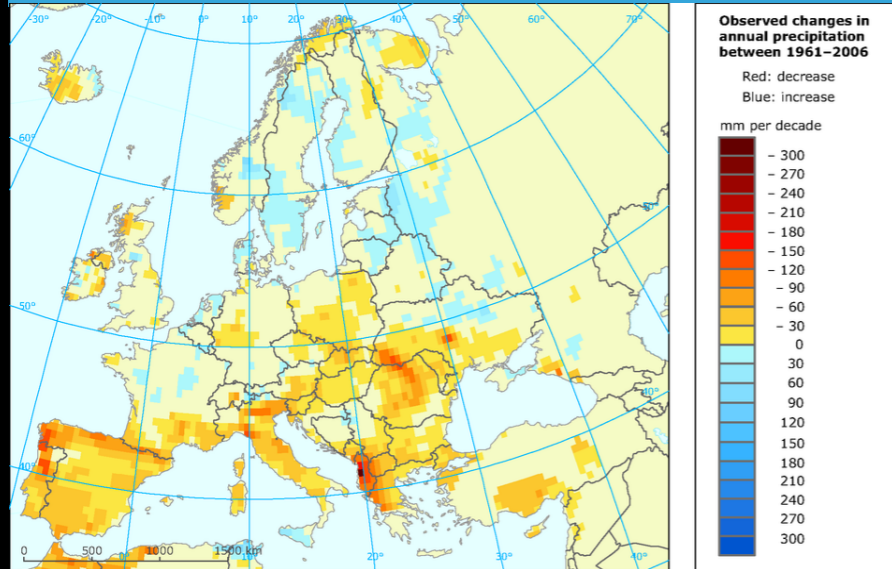 -30° -20° -10° 0° 10° 20° 30° 40° 50° 60° 70°
60°
50°
40°
40°
0 500 1000 1500 km
0° 10° 20° 30° 40°
Observed changes in
annual precipitation
between 1961–2006
Red: decrease
Blue: increase
mm per decade
– 300
– 270
– 240
– 210
– 180
– 150
– 120
– 90
– 60
– 30
0
30
60
90
120
150
180
210
240
270
300